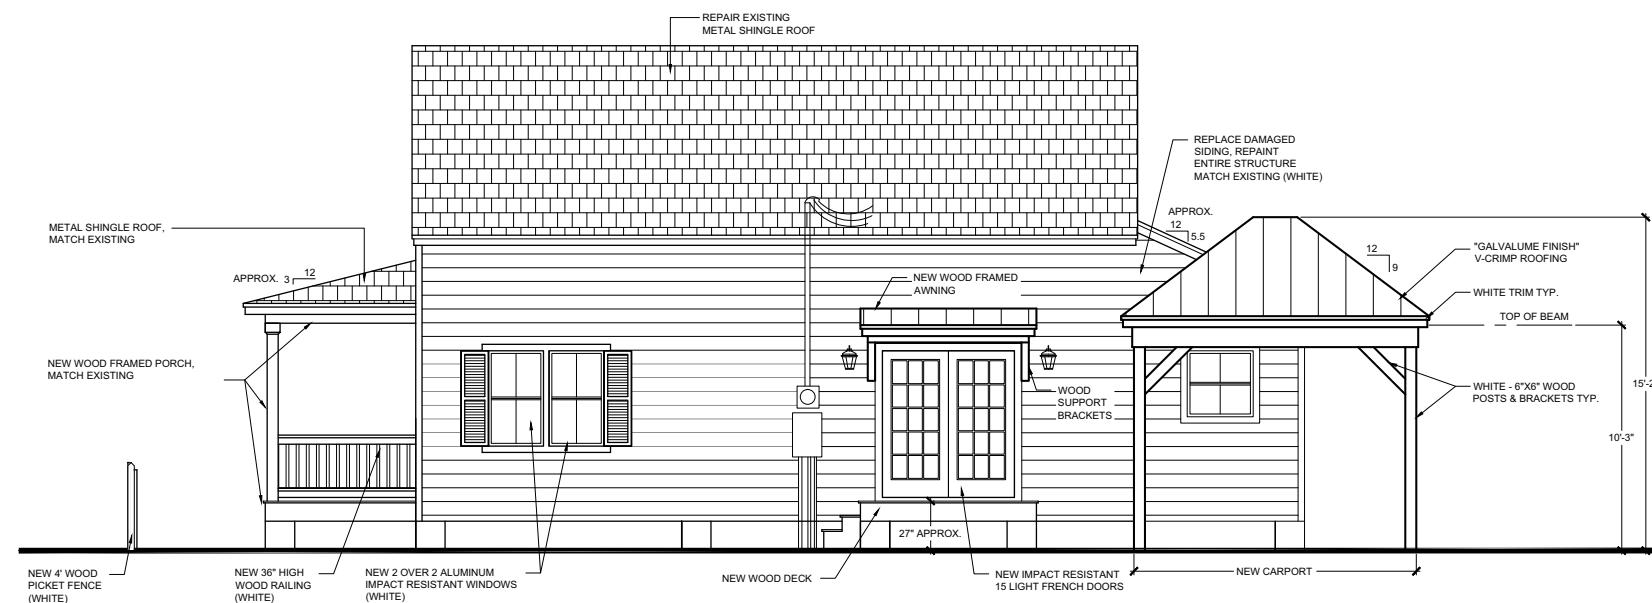 REPAIR EXISTING
METAL SHINGLE ROOF
REPLACE DAMAGED
SIDING, REPAINT
ENTIRE STRUCTURE
MATCH EXISTING (WHITE)
METAL SHINGLE ROOF,
MATCH EXISTING
APPROX.
12
5.5
APPROX. 3
12
12
9
"GALVALUME FINISH"
V-CRIMP ROOFING
NEW WOOD FRAMED
AWNING
WHITE TRIM TYP.
TOP OF BEAM
NEW WOOD FRAMED PORCH,
MATCH EXISTING
WOOD
SUPPORT
BRACKETS
WHITE - 6"X6" WOOD
POSTS & BRACKETS TYP.
10'-3"
27" APPROX.
NEW 4' WOOD
PICKET FENCE
(WHITE)
NEW 36" HIGH
WOOD RAILING
(WHITE)
NEW 2 OVER 2 ALUMINUM
IMPACT RESISTANT WINDOWS
(WHITE)
NEW WOOD DECK
NEW IMPACT RESISTANT
15 LIGHT FRENCH DOORS
NEW CARPORT